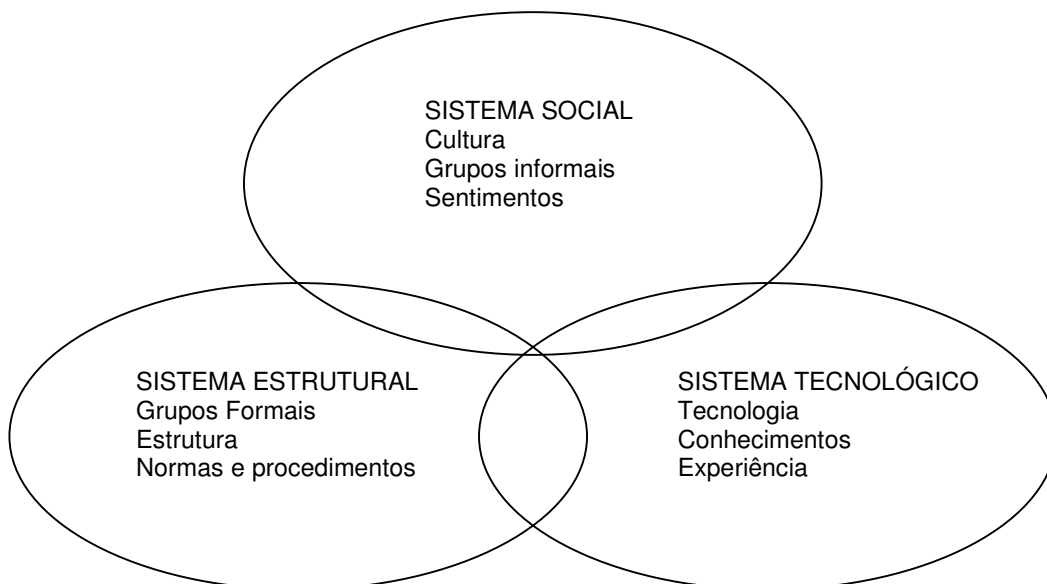 SISTEMA SOCIAL
Cultura
Grupos informais
Sentimentos
SISTEMA ESTRUTURAL
Grupos Formais
Estrutura
Normas e procedimentos
SISTEMA TECNOLÓGICO
Tecnologia
Conhecimentos
Experiência